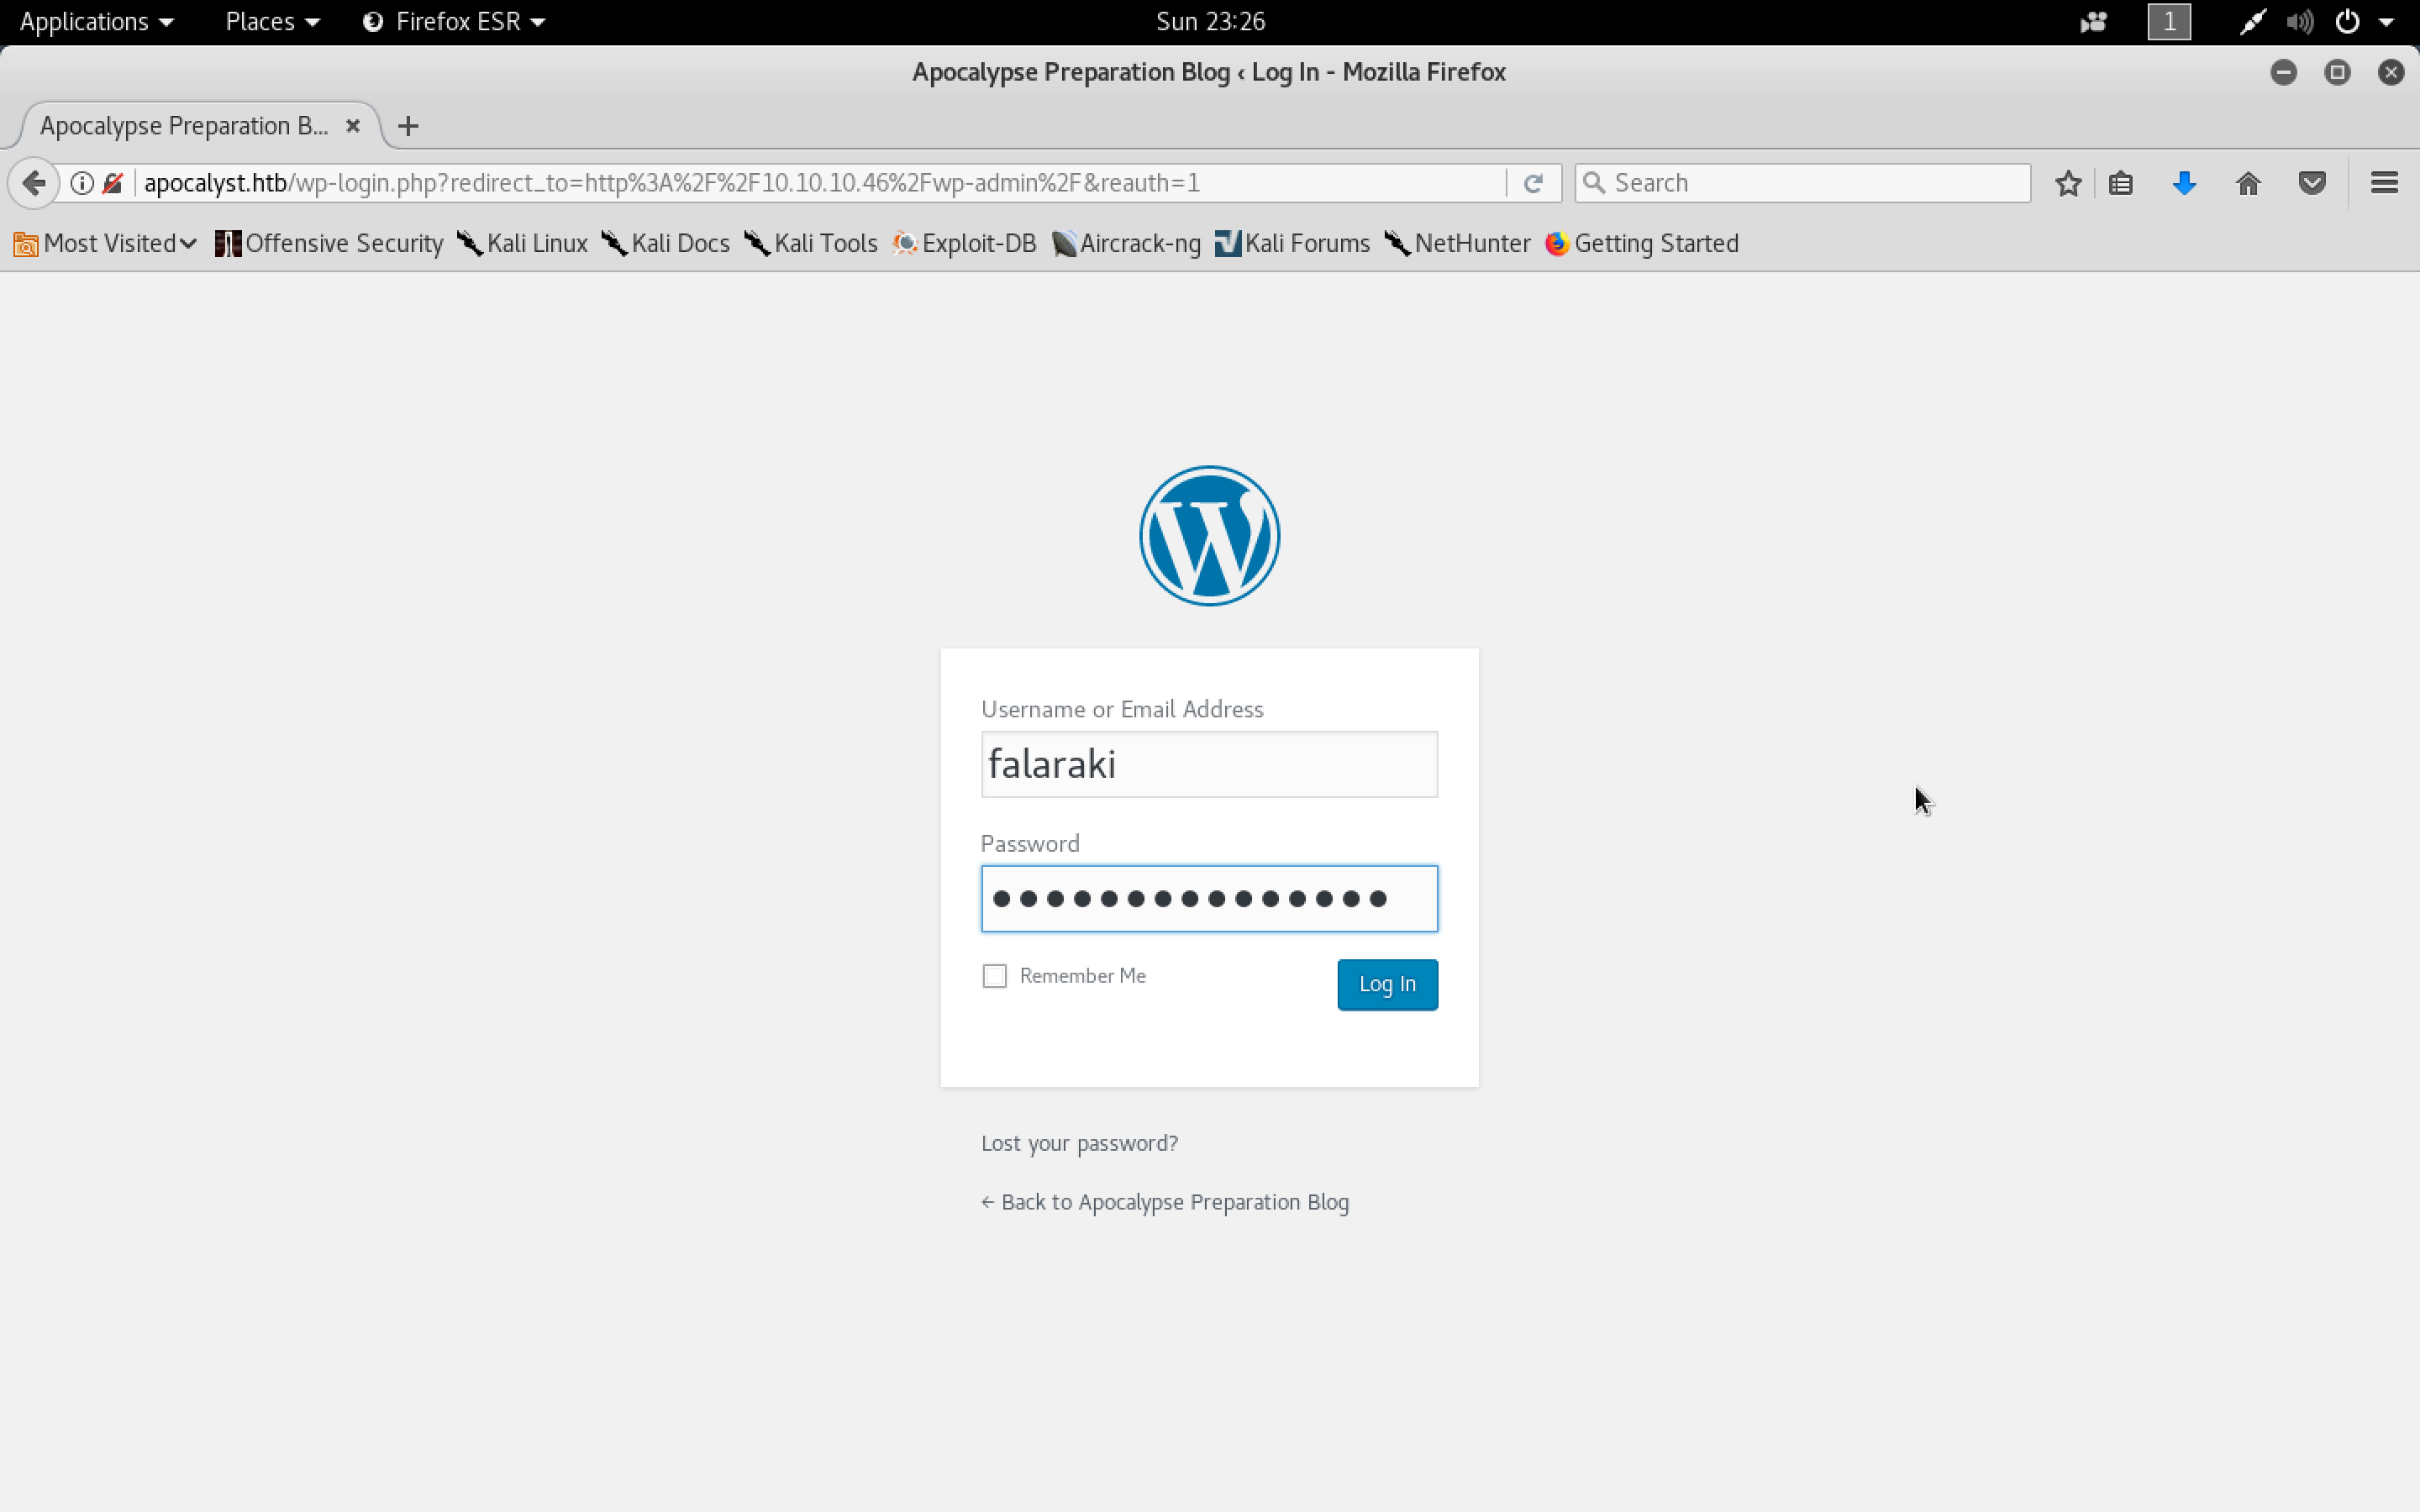 Applications Places Firefox ESR Sun 23:26 1
Apocalypse Preparation Blog ‹ Log In - Mozilla Firefox
Apocalypse Preparation B...
apocalyst.htb/wp-login.php?redirect_to=http%3A%2F%2F10.10.10.46%2Fwp-admin%2F&reauth=1 Search
Most Visited Offensive Security Kali Linux Kali Docs Kali Tools Exploit-DB Aircrack-ng Kali Forums NetHunter Getting Started
Username or Email Address
falaraki
Password
●●●●●●●●●●●●●●●
Remember Me Log In
Lost your password?
← Back to Apocalypse Preparation Blog